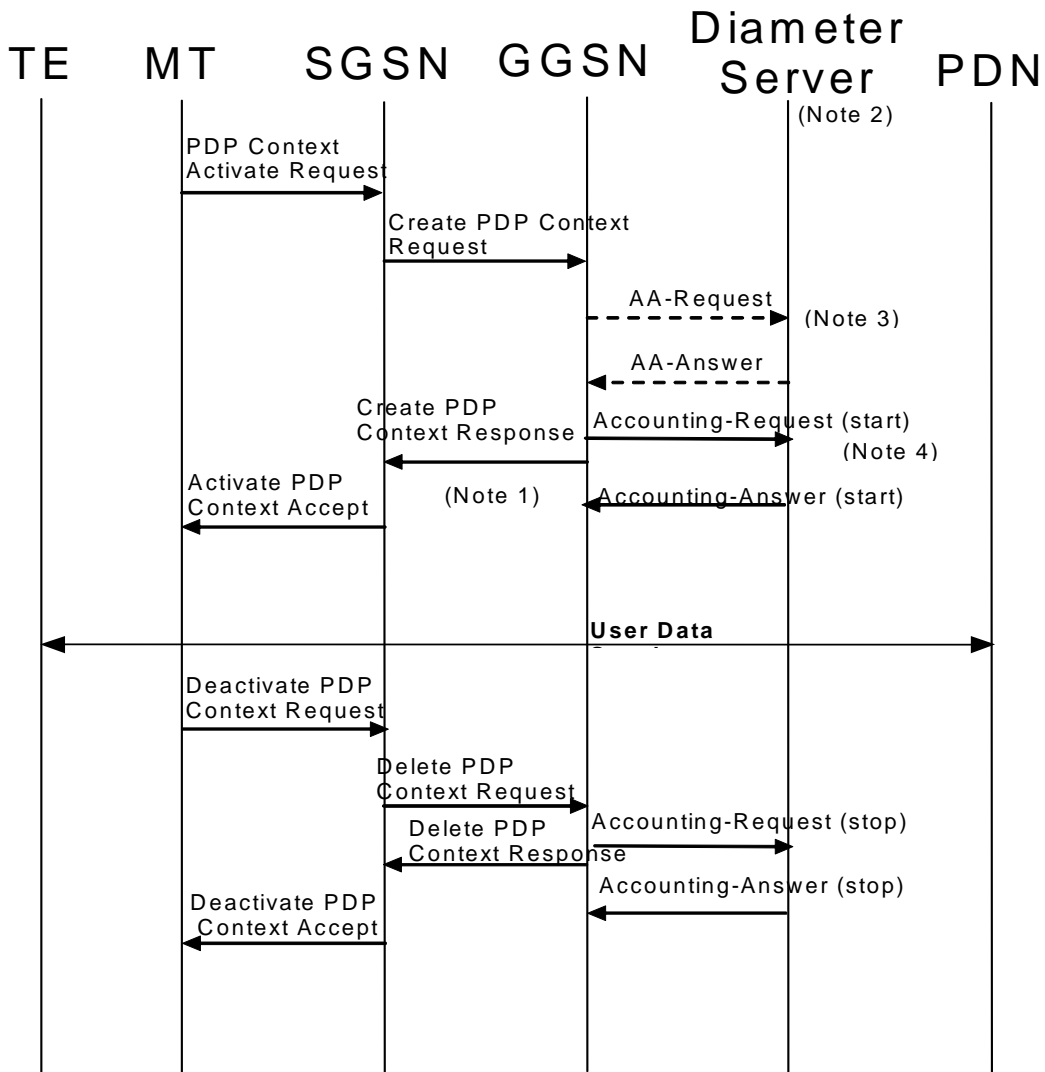 TE
MT
SGSN
GGSN
Diameter
Server
PDN
(Note 2)
PDP Context
Activate Request
Create PDP Context
Request
AA-Request
(Note 3)
AA-Answer
Create PDP
Context Response
Accounting-Request (start)
(Note 4)
Activate PDP
Context Accept
(Note 1)
Accounting-Answer (start)
User Data
Deactivate PDP
Context Request
Delete PDP
Context Request
Accounting-Request (stop)
Delete PDP
Context Response
Accounting-Answer (stop)
Deactivate PDP
Context Accept